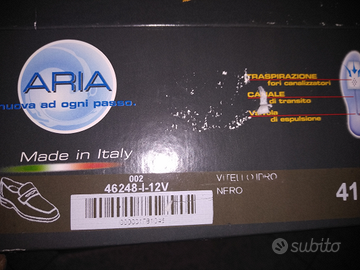 ARIA
nuova ad ogni passo.
TRASPIRAZIONE
fori canalizzatori
CANALE
di transito
Valvola
di espulsione
Made in Italy
002
46248-I-12V
VITELLO IDRO
NERO
41
subito